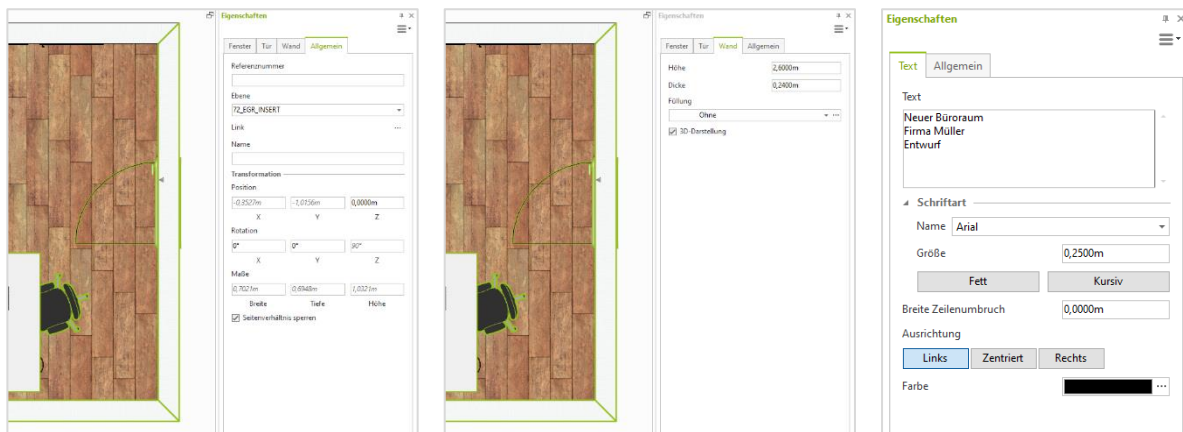 Eigenschaften
Fenster Tür Wand Allgemein
Referenznummer
Ebene
72_EGR_INSERT
Link ...
Name
Transformation
Position
-0,3527m -1,0156m 0,0000m
X Y Z
Rotation
0° 0° 90°
X Y Z
Maße
0,7021m 0,6948m 1,0321m
Breite Tiefe Höhe
Seitenverhältnis sperren
Eigenschaften
Fenster Tür Wand Allgemein
Höhe 2,6000m
Dicke 0,2400m
Füllung
Ohne ...
3D-Darstellung
Eigenschaften
Text Allgemein
Text
Neuer Büroraum
Firma Müller
Entwurf
Schriftart
Name Arial
Größe 0,2500m
Fett Kursiv
Breite Zeilenumbruch 0,0000m
Ausrichtung
Links Zentriert Rechts
Farbe ...